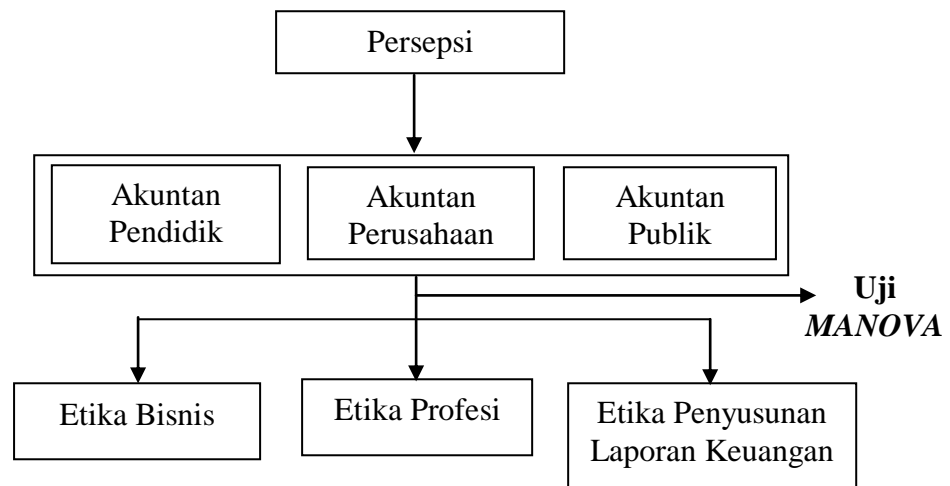 Persepsi
Akuntan
Pendidik
Akuntan
Perusahaan
Akuntan
Publik
Uji
MANOVA
Etika Bisnis
Etika Profesi
Etika Penyusunan
Laporan Keuangan